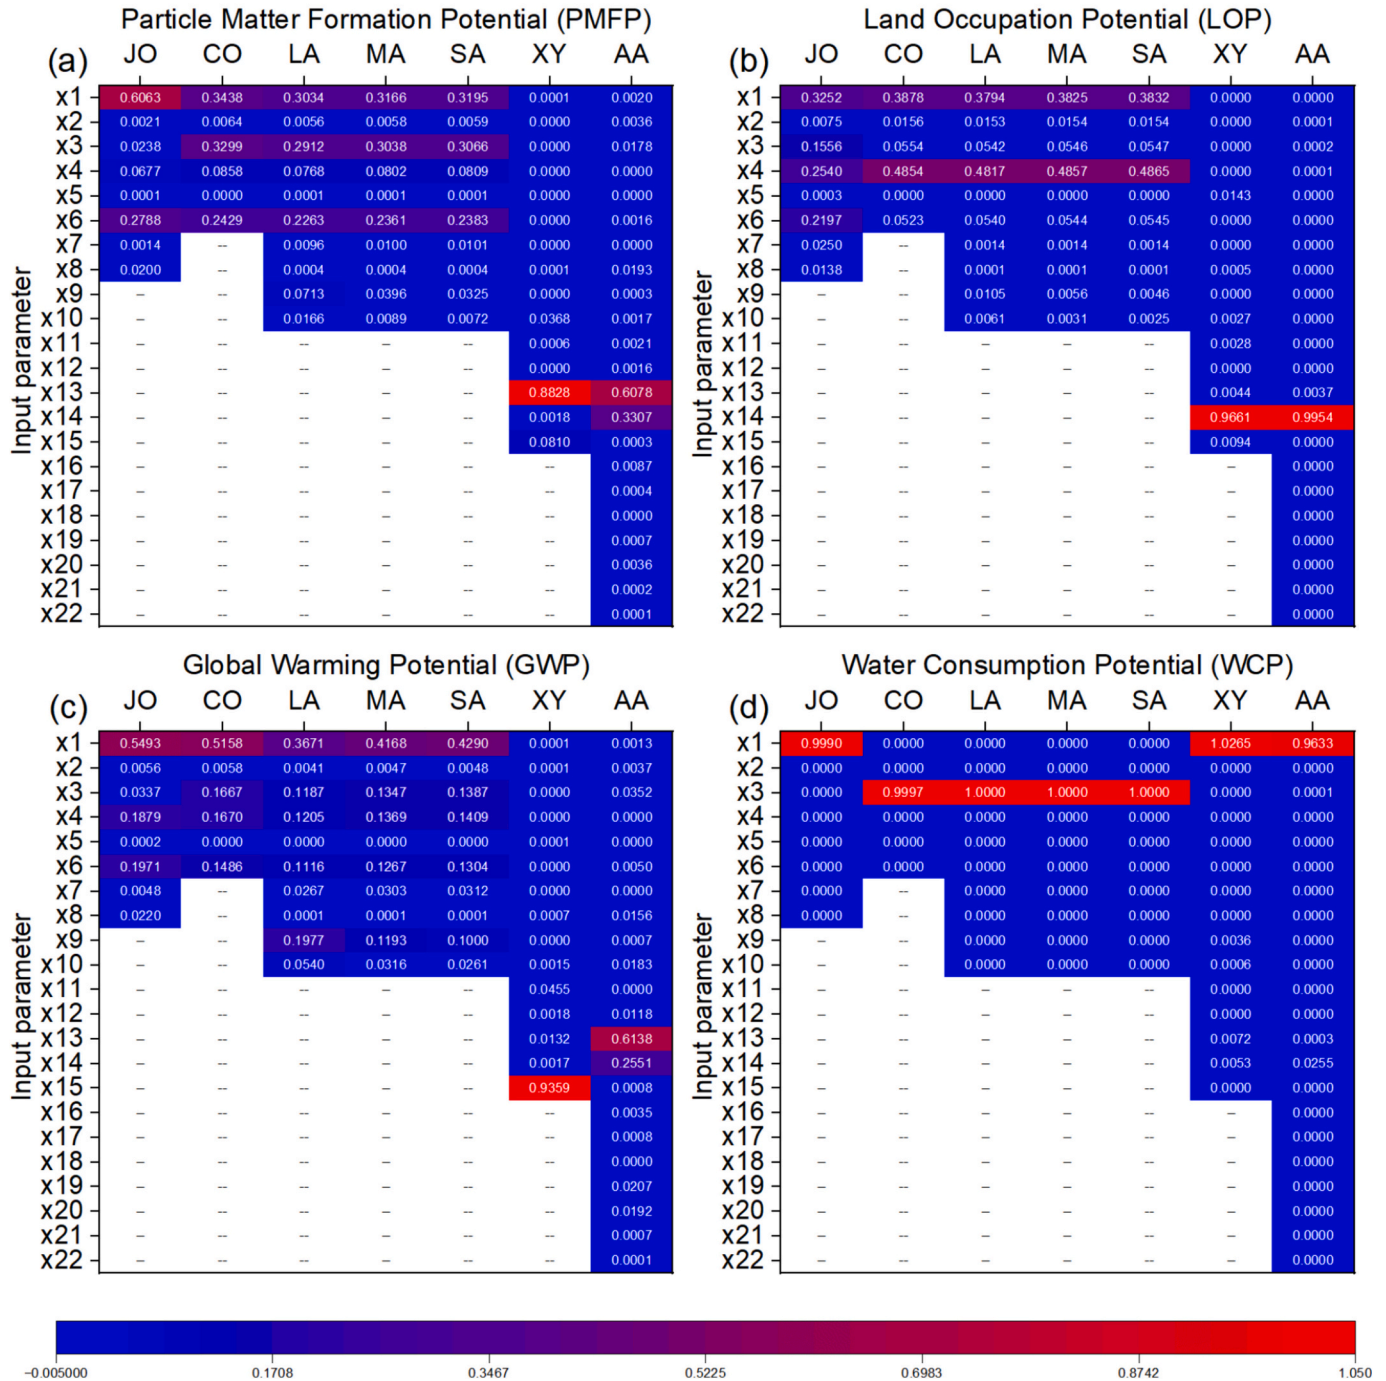 Particle Matter Formation Potential (PMFP)
(a) JO CO LA MA SA XY AA
Input parameter
x1 0.6063 0.3438 0.3034 0.3166 0.3195 0.0001 0.0020
x2 0.0021 0.0064 0.0056 0.0058 0.0059 0.0000 0.0036
x3 0.0238 0.3299 0.2912 0.3038 0.3066 0.0000 0.0178
x4 0.0677 0.0858 0.0768 0.0802 0.0809 0.0000 0.0000
x5 0.0001 0.0000 0.0001 0.0001 0.0001 0.0000 0.0000
x6 0.2788 0.2429 0.2263 0.2361 0.2383 0.0000 0.0016
x7 0.0014 -- 0.0096 0.0100 0.0101 0.0000 0.0000
x8 0.0200 -- 0.0004 0.0004 0.0004 0.0001 0.0193
x9 -- -- 0.0713 0.0396 0.0325 0.0000 0.0003
x10 -- -- 0.0166 0.0089 0.0072 0.0368 0.0017
x11 -- -- -- -- -- 0.0006 0.0021
x12 -- -- -- -- -- 0.0000 0.0016
x13 -- -- -- -- -- 0.8828 0.6078
x14 -- -- -- -- -- 0.0018 0.3307
x15 -- -- -- -- -- 0.0810 0.0003
x16 -- -- -- -- -- -- 0.0087
x17 -- -- -- -- -- -- 0.0004
x18 -- -- -- -- -- -- 0.0000
x19 -- -- -- -- -- -- 0.0007
x20 -- -- -- -- -- -- 0.0036
x21 -- -- -- -- -- -- 0.0002
x22 -- -- -- -- -- -- 0.0001
Land Occupation Potential (LOP)
(b) JO CO LA MA SA XY AA
Input parameter
x1 0.3252 0.3878 0.3794 0.3825 0.3832 0.0000 0.0000
x2 0.0075 0.0156 0.0153 0.0154 0.0154 0.0000 0.0001
x3 0.1556 0.0554 0.0542 0.0546 0.0547 0.0000 0.0002
x4 0.2540 0.4854 0.4817 0.4857 0.4865 0.0000 0.0001
x5 0.0003 0.0000 0.0000 0.0000 0.0000 0.0143 0.0000
x6 0.2197 0.0523 0.0540 0.0544 0.0545 0.0000 0.0000
x7 0.0250 -- 0.0014 0.0014 0.0014 0.0000 0.0000
x8 0.0138 -- 0.0001 0.0001 0.0001 0.0005 0.0000
x9 -- -- 0.0105 0.0056 0.0046 0.0000 0.0000
x10 -- -- 0.0061 0.0031 0.0025 0.0027 0.0000
x11 -- -- -- -- -- 0.0028 0.0000
x12 -- -- -- -- -- 0.0000 0.0000
x13 -- -- -- -- -- 0.0044 0.0037
x14 -- -- -- -- -- 0.9661 0.9954
x15 -- -- -- -- -- 0.0094 0.0000
x16 -- -- -- -- -- -- 0.0000
x17 -- -- -- -- -- -- 0.0000
x18 -- -- -- -- -- -- 0.0000
x19 -- -- -- -- -- -- 0.0000
x20 -- -- -- -- -- -- 0.0000
x21 -- -- -- -- -- -- 0.0000
x22 -- -- -- -- -- -- 0.0000
Global Warming Potential (GWP)
(c) JO CO LA MA SA XY AA
Input parameter
x1 0.5493 0.5158 0.3671 0.4168 0.4290 0.0001 0.0013
x2 0.0056 0.0058 0.0041 0.0047 0.0048 0.0001 0.0037
x3 0.0337 0.1667 0.1187 0.1347 0.1387 0.0000 0.0352
x4 0.1879 0.1670 0.1205 0.1369 0.1409 0.0000 0.0000
x5 0.0002 0.0000 0.0000 0.0000 0.0000 0.0001 0.0000
x6 0.1971 0.1486 0.1116 0.1267 0.1304 0.0000 0.0050
x7 0.0048 -- 0.0267 0.0303 0.0312 0.0000 0.0000
x8 0.0220 -- 0.0001 0.0001 0.0001 0.0007 0.0156
x9 -- -- 0.1977 0.1193 0.1000 0.0000 0.0007
x10 -- -- 0.0540 0.0316 0.0261 0.0015 0.0183
x11 -- -- -- -- -- 0.0455 0.0000
x12 -- -- -- -- -- 0.0018 0.0118
x13 -- -- -- -- -- 0.0132 0.6138
x14 -- -- -- -- -- 0.0017 0.2551
x15 -- -- -- -- -- 0.9359 0.0008
x16 -- -- -- -- -- -- 0.0035
x17 -- -- -- -- -- -- 0.0008
x18 -- -- -- -- -- -- 0.0000
x19 -- -- -- -- -- -- 0.0207
x20 -- -- -- -- -- -- 0.0192
x21 -- -- -- -- -- -- 0.0007
x22 -- -- -- -- -- -- 0.0001
Water Consumption Potential (WCP)
(d) JO CO LA MA SA XY AA
Input parameter
x1 0.9990 0.0000 0.0000 0.0000 0.0000 1.0265 0.9633
x2 0.0000 0.0000 0.0000 0.0000 0.0000 0.0000 0.0000
x3 0.0000 0.9997 1.0000 1.0000 1.0000 0.0000 0.0001
x4 0.0000 0.0000 0.0000 0.0000 0.0000 0.0000 0.0000
x5 0.0000 0.0000 0.0000 0.0000 0.0000 0.0000 0.0000
x6 0.0000 0.0000 0.0000 0.0000 0.0000 0.0000 0.0000
x7 0.0000 -- 0.0000 0.0000 0.0000 0.0000 0.0000
x8 0.0000 -- 0.0000 0.0000 0.0000 0.0000 0.0000
x9 -- -- 0.0000 0.0000 0.0000 0.0036 0.0000
x10 -- -- 0.0000 0.0000 0.0000 0.0006 0.0000
x11 -- -- -- -- -- 0.0000 0.0000
x12 -- -- -- -- -- 0.0000 0.0000
x13 -- -- -- -- -- 0.0072 0.0003
x14 -- -- -- -- -- 0.0053 0.0255
x15 -- -- -- -- -- 0.0000 0.0000
x16 -- -- -- -- -- -- 0.0000
x17 -- -- -- -- -- -- 0.0000
x18 -- -- -- -- -- -- 0.0000
x19 -- -- -- -- -- -- 0.0000
x20 -- -- -- -- -- -- 0.0000
x21 -- -- -- -- -- -- 0.0000
x22 -- -- -- -- -- -- 0.0000
−0.005000 0.1708 0.3467 0.5225 0.6983 0.8742 1.050